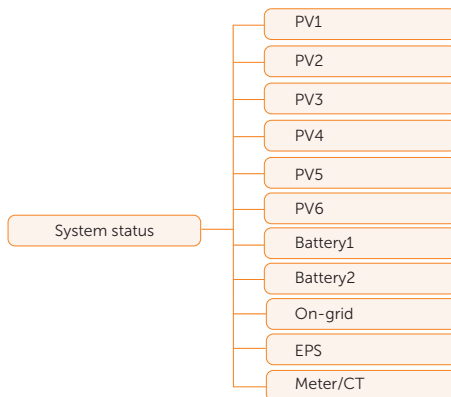 PV1
PV2
PV3
PV4
PV5
PV6
System status
Battery1
Battery2
On-grid
EPS
Meter/CT